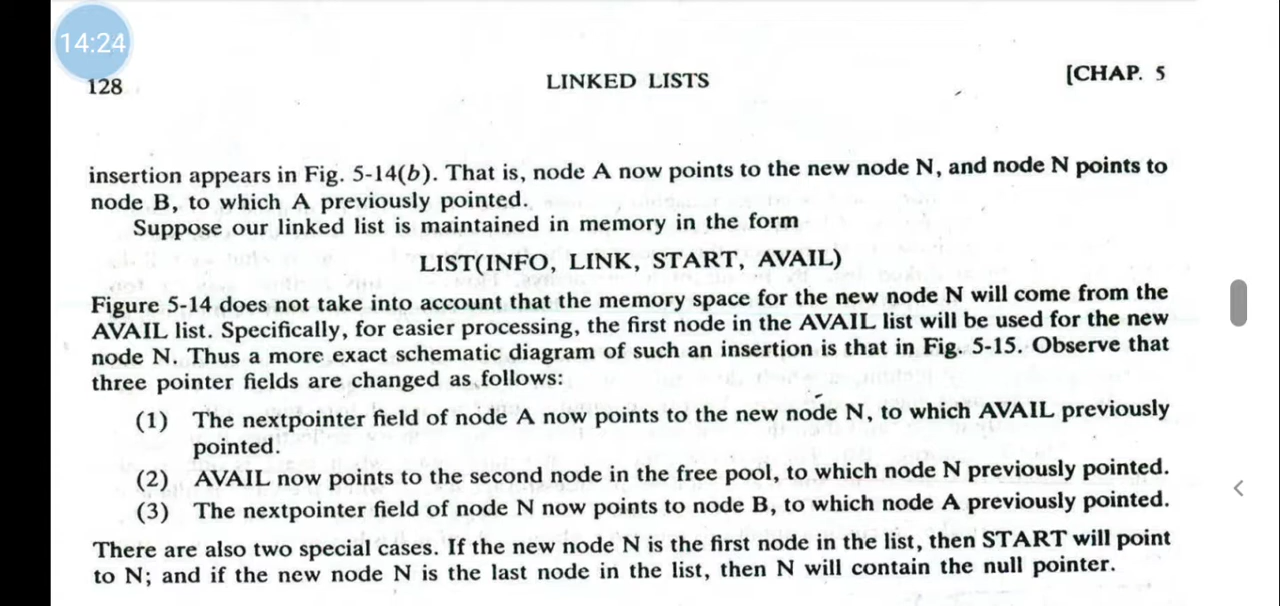 14:24
128
LINKED LISTS
[CHAP. 5
insertion appears in Fig. 5-14(b). That is, node A now points to the new node N, and node N points to
node B, to which A previously pointed.
Suppose our linked list is maintained in memory in the form
LIST(INFO, LINK, START, AVAIL)
Figure 5-14 does not take into account that the memory space for the new node N will come from the
AVAIL list. Specifically, for easier processing, the first node in the AVAIL list will be used for the new
node N. Thus a more exact schematic diagram of such an insertion is that in Fig. 5-15. Observe that
three pointer fields are changed as follows:
(1) The nextpointer field of node A now points to the new node N, to which AVAIL previously
pointed.
(2) AVAIL now points to the second node in the free pool, to which node N previously pointed.
(3) The nextpointer field of node N now points to node B, to which node A previously pointed.
There are also two special cases. If the new node N is the first node in the list, then START will point
to N; and if the new node N is the last node in the list, then N will contain the null pointer.